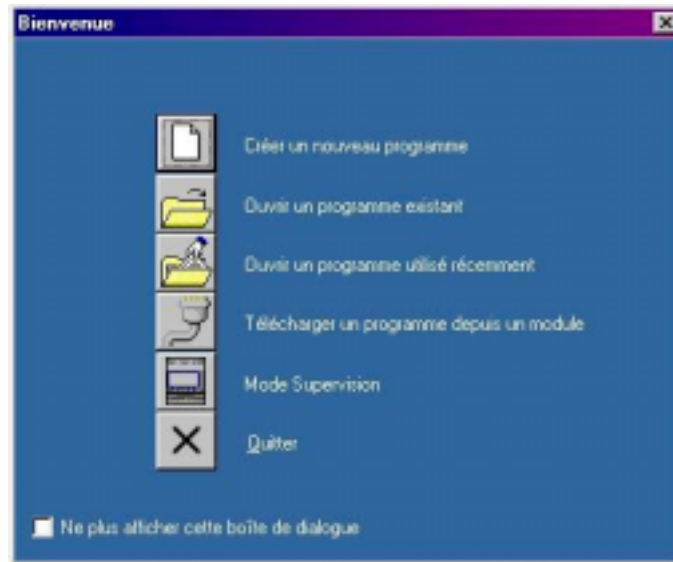 Bienvenue
Créer un nouveau programme
Ouvrir un programme existant
Ouvrir un programme utilisé récemment
Télécharger un programme depuis un module
Mode Supervision
Quitter
Ne plus afficher cette boîte de dialogue